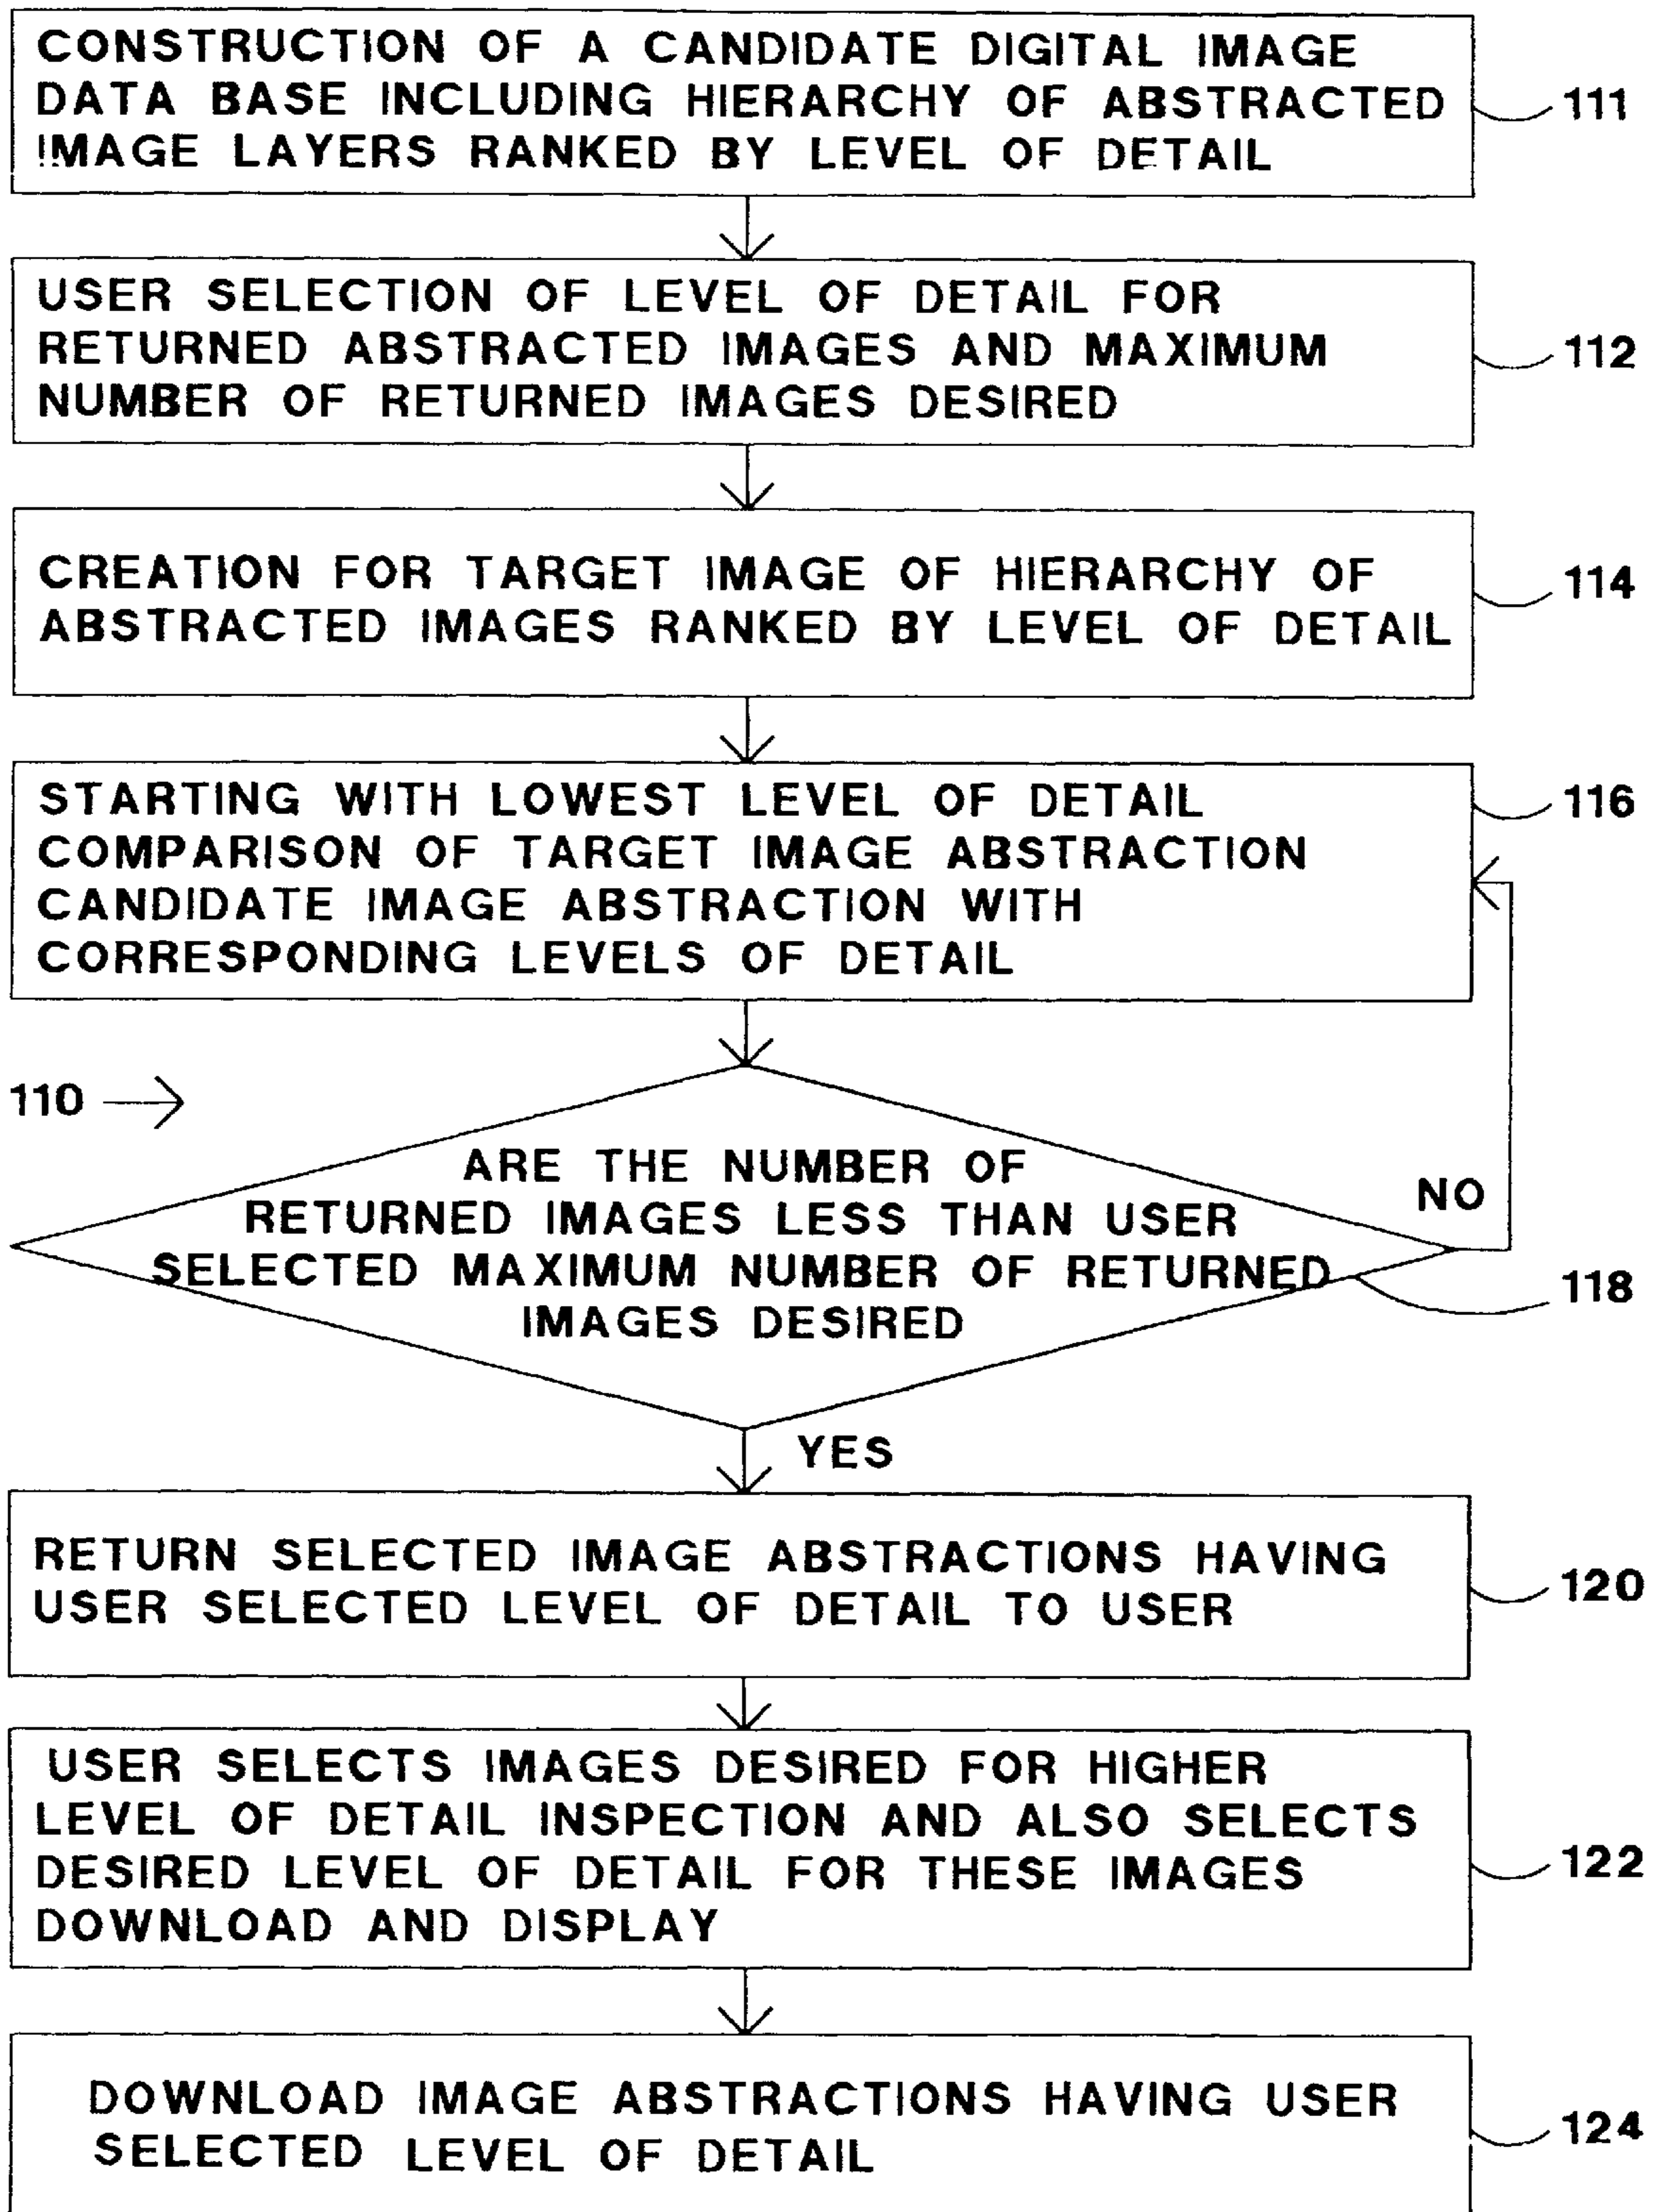 CONSTRUCTION OF A CANDIDATE DIGITAL IMAGE
DATA BASE INCLUDING HIERARCHY OF ABSTRACTED
IMAGE LAYERS RANKED BY LEVEL OF DETAIL
111
USER SELECTION OF LEVEL OF DETAIL FOR
RETURNED ABSTRACTED IMAGES AND MAXIMUM
NUMBER OF RETURNED IMAGES DESIRED
112
CREATION FOR TARGET IMAGE OF HIERARCHY OF
ABSTRACTED IMAGES RANKED BY LEVEL OF DETAIL
114
STARTING WITH LOWEST LEVEL OF DETAIL
COMPARISON OF TARGET IMAGE ABSTRACTION
CANDIDATE IMAGE ABSTRACTION WITH
CORRESPONDING LEVELS OF DETAIL
116
110
ARE THE NUMBER OF
RETURNED IMAGES LESS THAN USER
SELECTED MAXIMUM NUMBER OF RETURNED
IMAGES DESIRED
NO
118
YES
RETURN SELECTED IMAGE ABSTRACTIONS HAVING
USER SELECTED LEVEL OF DETAIL TO USER
120
USER SELECTS IMAGES DESIRED FOR HIGHER
LEVEL OF DETAIL INSPECTION AND ALSO SELECTS
DESIRED LEVEL OF DETAIL FOR THESE IMAGES
DOWNLOAD AND DISPLAY
122
DOWNLOAD IMAGE ABSTRACTIONS HAVING USER
SELECTED LEVEL OF DETAIL
124